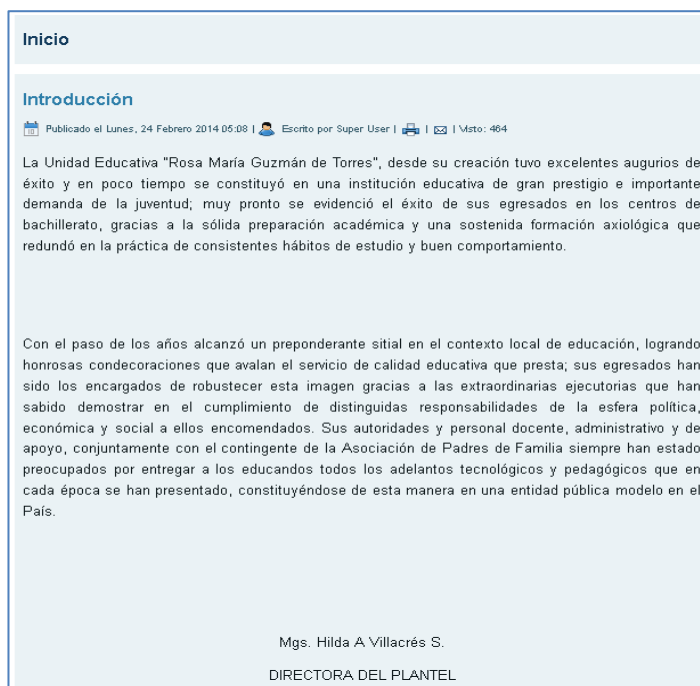 Inicio
Introducción
Publicado el Lunes, 24 Febrero 2014 05:08 | Escrito por Super User | | | Visto: 464
La Unidad Educativa "Rosa María Guzmán de Torres", desde su creación tuvo excelentes augurios de
éxito y en poco tiempo se constituyó en una institución educativa de gran prestigio e importante
demanda de la juventud; muy pronto se evidenció el éxito de sus egresados en los centros de
bachillerato, gracias a la sólida preparación académica y una sostenida formación axiológica que
redundó en la práctica de consistentes hábitos de estudio y buen comportamiento.
Con el paso de los años alcanzó un preponderante sitial en el contexto local de educación, logrando
honrosas condecoraciones que avalan el servicio de calidad educativa que presta; sus egresados han
sido los encargados de robustecer esta imagen gracias a las extraordinarias ejecutorias que han
sabido demostrar en el cumplimiento de distinguidas responsabilidades de la esfera política,
económica y social a ellos encomendados. Sus autoridades y personal docente, administrativo y de
apoyo, conjuntamente con el contingente de la Asociación de Padres de Familia siempre han estado
preocupados por entregar a los educandos todos los adelantos tecnológicos y pedagógicos que en
cada época se han presentado, constituyéndose de esta manera en una entidad pública modelo en el
País.
Mgs. Hilda A Villacrés S.
DIRECTORA DEL PLANTEL